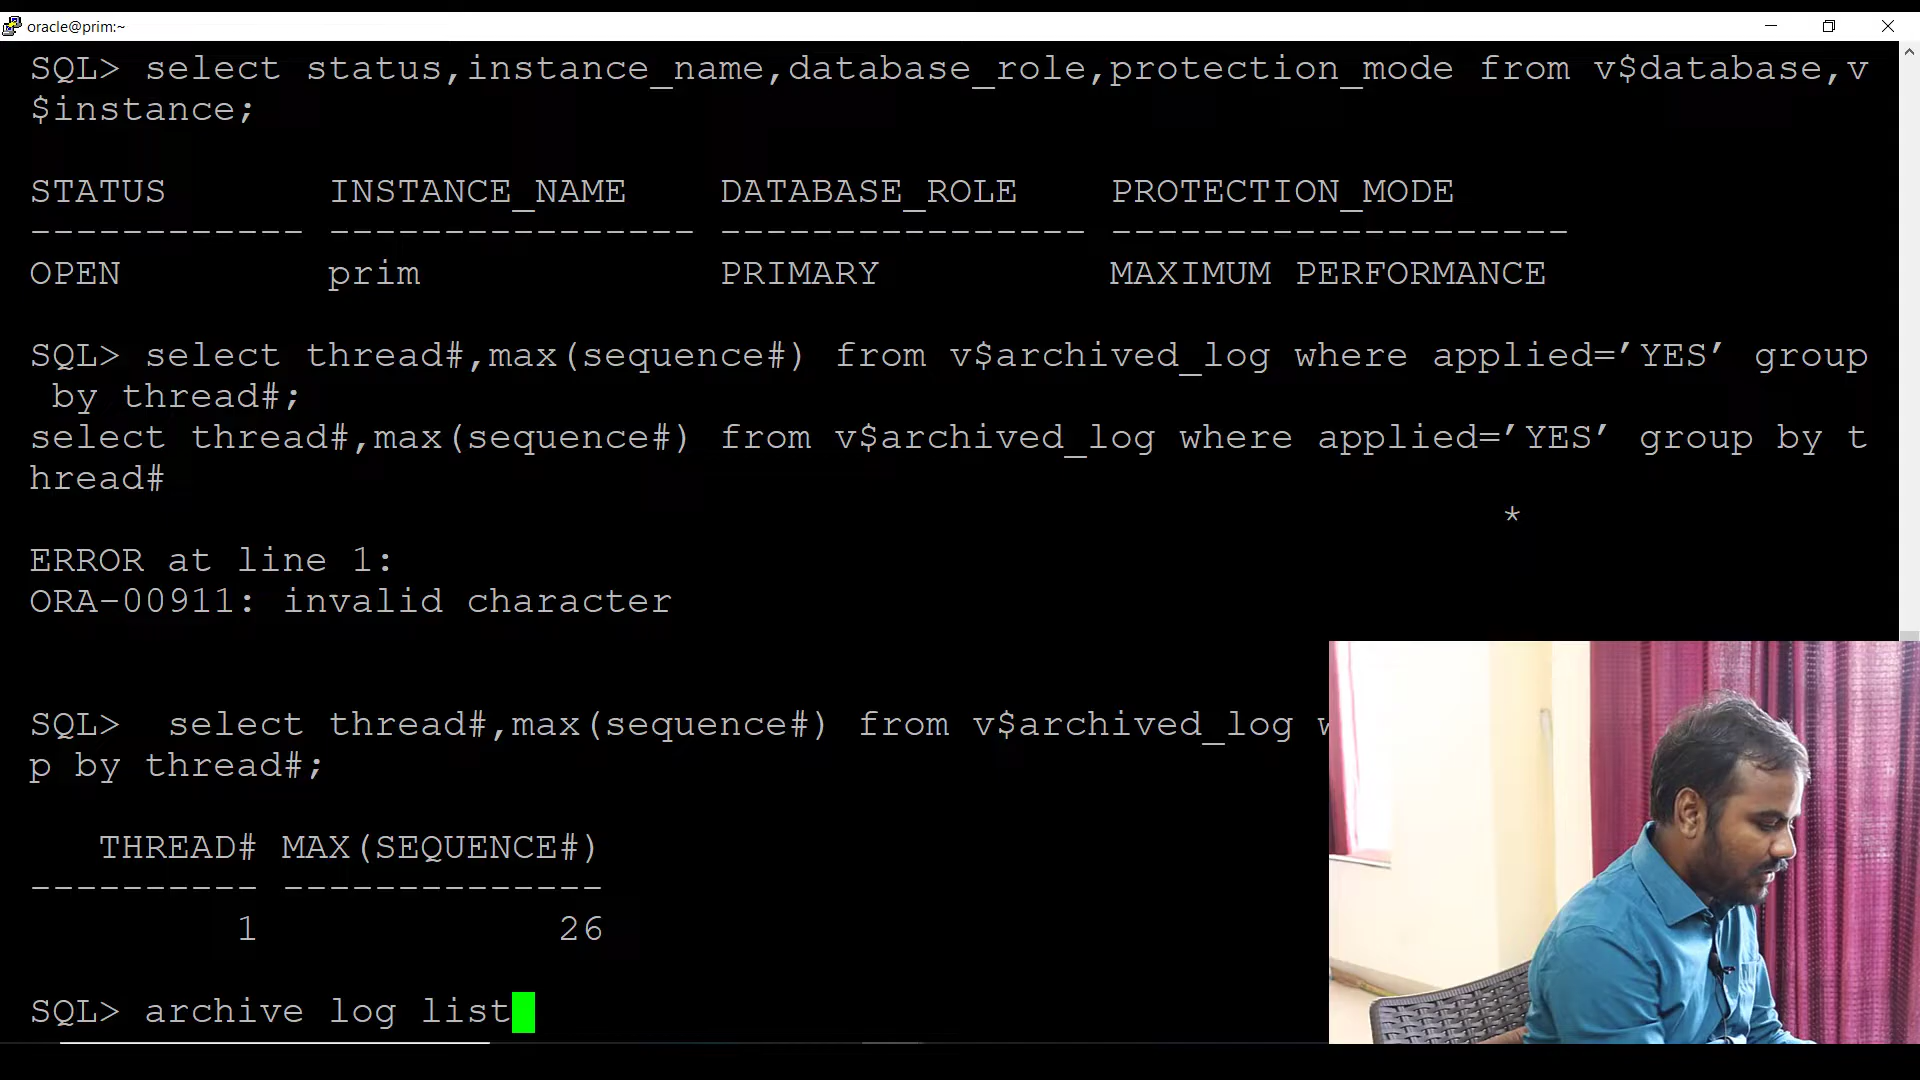 oracle@prim:~
SQL> select status,instance_name,database_role,protection_mode from v$database,v
$instance;
STATUS INSTANCE_NAME DATABASE_ROLE PROTECTION_MODE
------------ ---------------- ---------------- --------------------
OPEN prim PRIMARY MAXIMUM PERFORMANCE
SQL> select thread#,max(sequence#) from v$archived_log where applied=’YES’ group
by thread#;
select thread#,max(sequence#) from v$archived_log where applied=’YES’ group by t
hread#
*
ERROR at line 1:
ORA-00911: invalid character
SQL> select thread#,max(sequence#) from v$archived_log
p by thread#;
THREAD# MAX(SEQUENCE#)
---------- --------------
1 26
SQL> archive log list